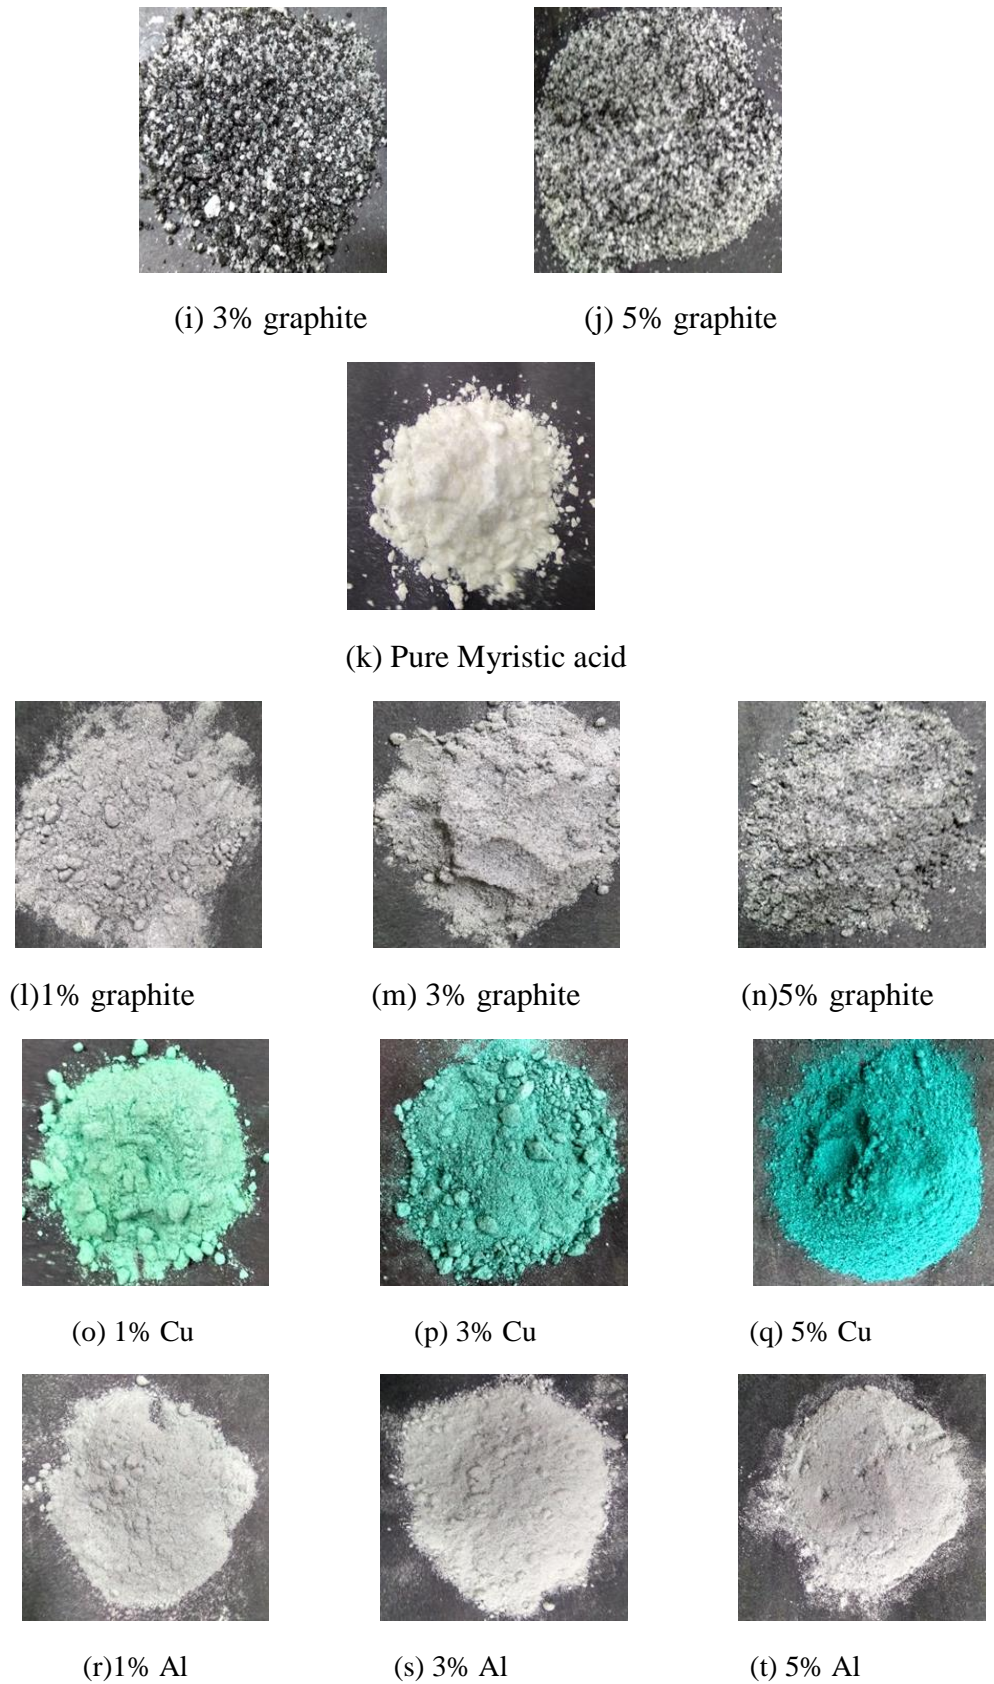 (i) 3% graphite
(j) 5% graphite
(k) Pure Myristic acid
(l)1% graphite
(m) 3% graphite
(n)5% graphite
(o) 1% Cu
(p) 3% Cu
(q) 5% Cu
(r)1% Al
(s) 3% Al
(t) 5% Al